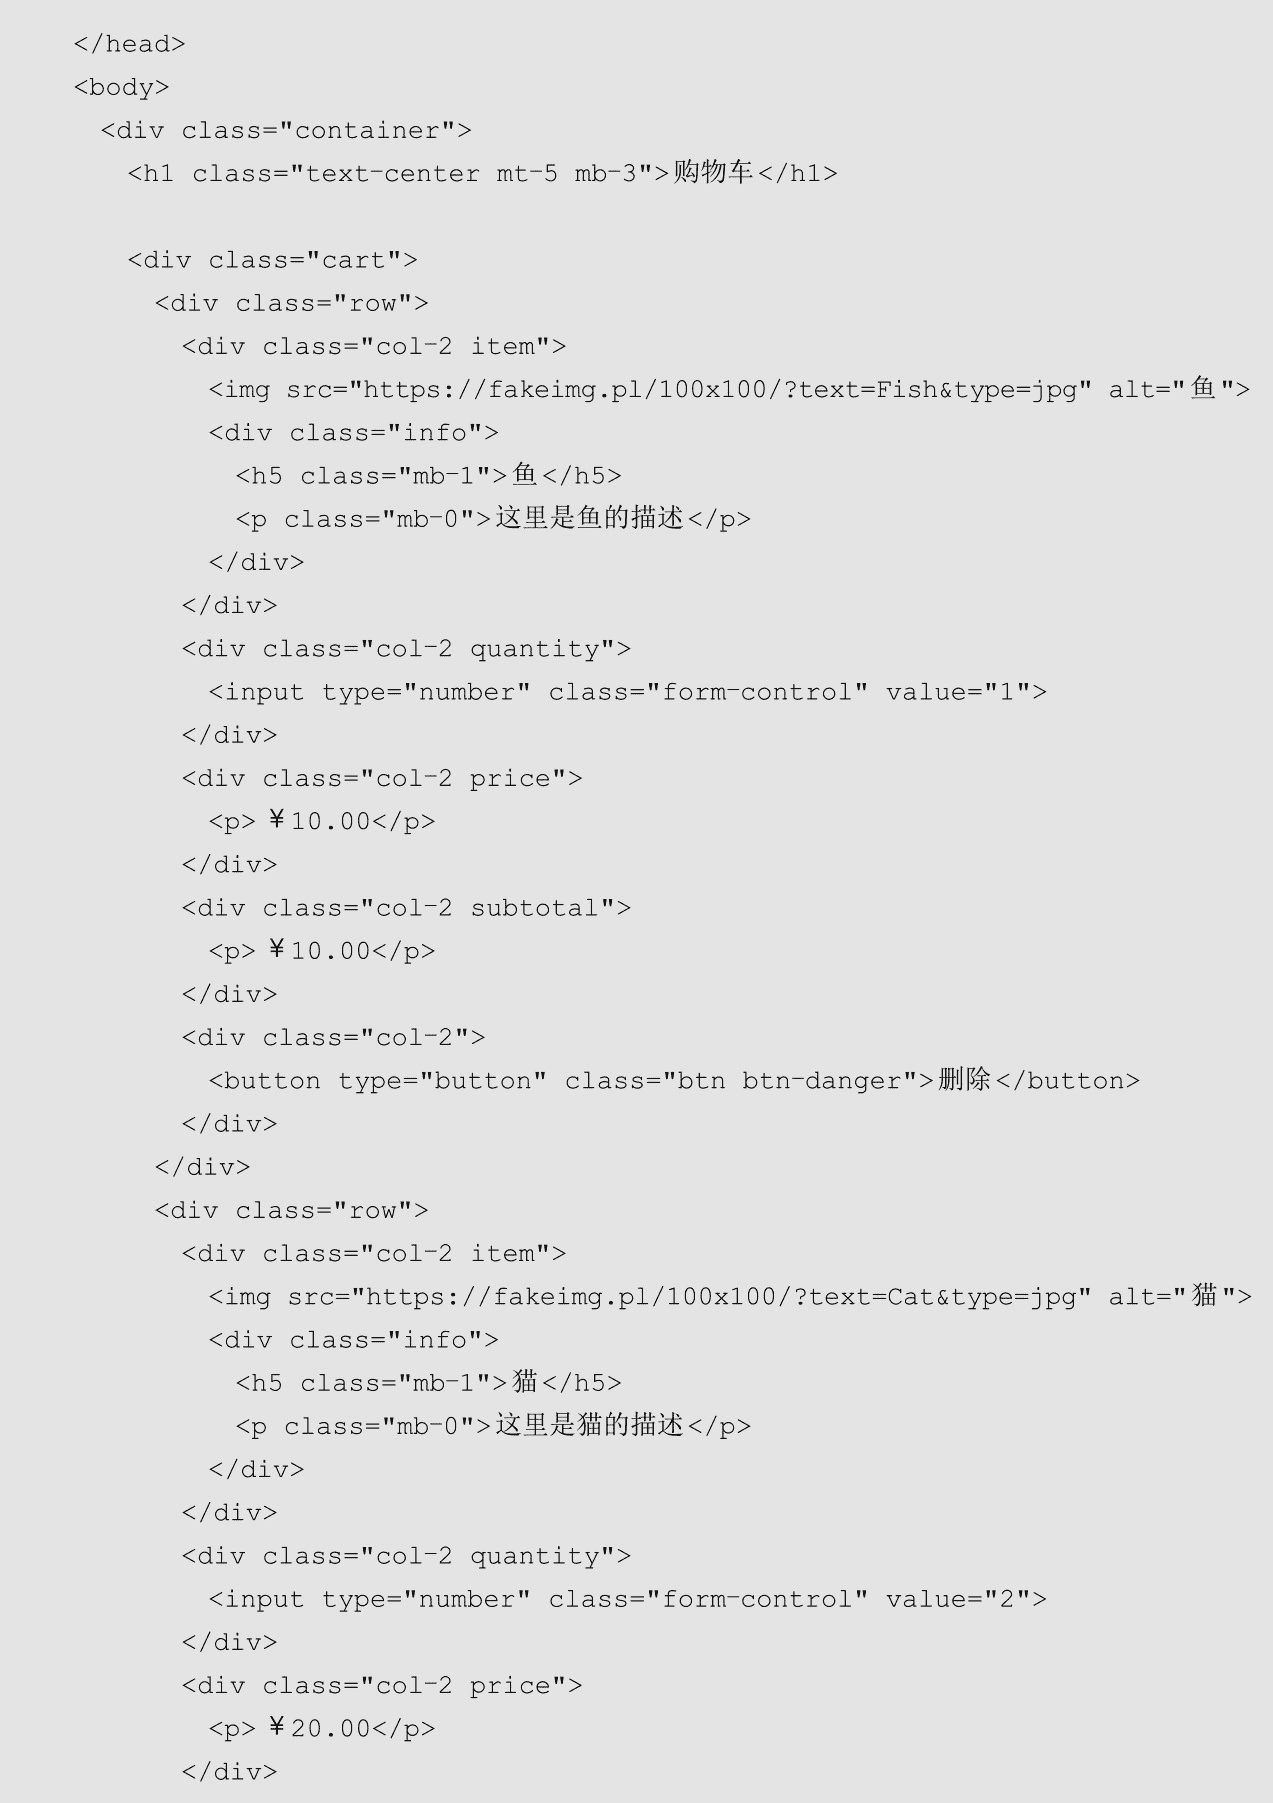 </head>
<body>
<div class="container">
<h1 class="text-center mt-5 mb-3">购物车</h1>
<div class="cart">
<div class="row">
<div class="col-2 item">
<img src="https://fakeimg.pl/100x100/?text=Fish&type=jpg" alt="鱼">
<div class="info">
<h5 class="mb-1">鱼</h5>
<p class="mb-0">这里是鱼的描述</p>
</div>
</div>
<div class="col-2 quantity">
<input type="number" class="form-control" value="1">
</div>
<div class="col-2 price">
<p>¥10.00</p>
</div>
<div class="col-2 subtotal">
<p>¥10.00</p>
</div>
<div class="col-2">
<button type="button" class="btn btn-danger">删除</button>
</div>
</div>
<div class="row">
<div class="col-2 item">
<img src="https://fakeimg.pl/100x100/?text=Cat&type=jpg" alt="猫">
<div class="info">
<h5 class="mb-1">猫</h5>
<p class="mb-0">这里是猫的描述</p>
</div>
</div>
<div class="col-2 quantity">
<input type="number" class="form-control" value="2">
</div>
<div class="col-2 price">
<p>¥20.00</p>
</div>